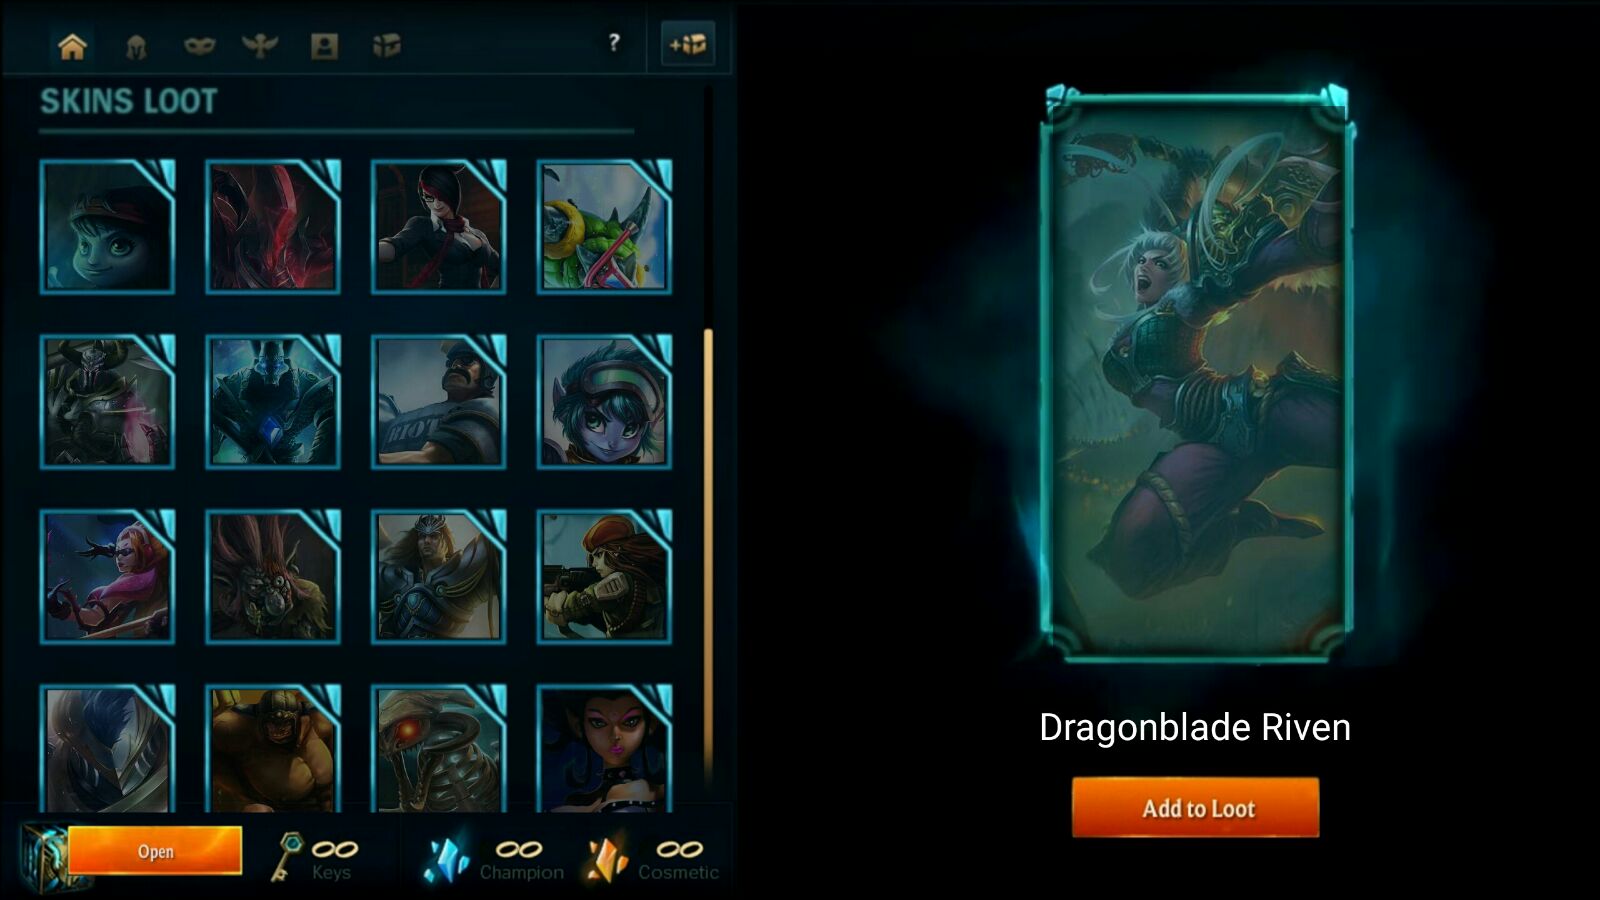 ?
SKINS LOOT
RIOT
Dragonblade Riven
Add to Loot
Open
Keys
Champion
Cosmetic